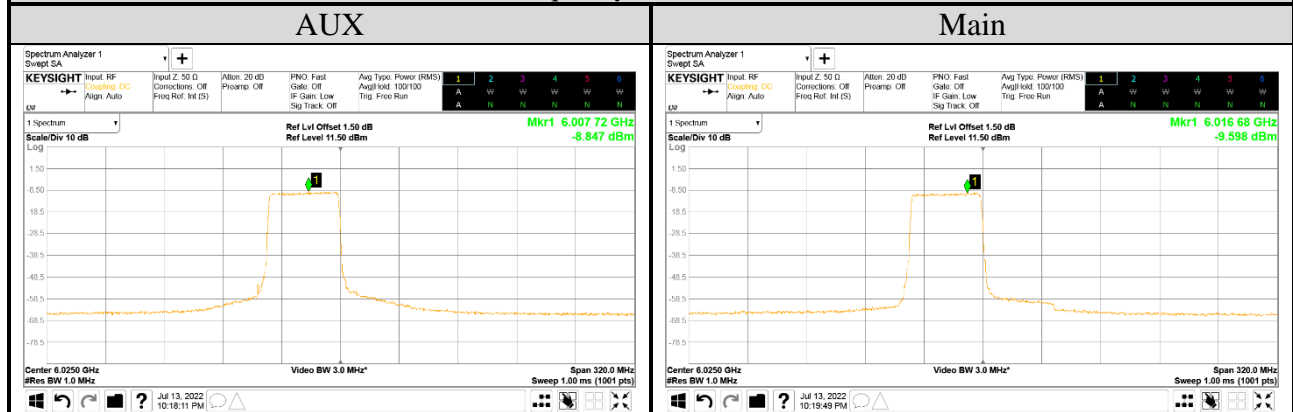 AUX
Main
Spectrum Analyzer 1
Swept SA
+
KEYSIGHT
Input: RF
Coupling: DC
Align: Auto
Input Z: 50 Ω
Corrections: Off
Freq Ref: Int (S)
Atten: 20 dB
Preamp: Off
PNO: Fast
Gate: Off
IF Gain: Low
Sig Track: Off
Avg Type: Power (RMS)
Avg|Hold: 100/100
Trig: Free Run
1 2 3 4 5 6
A W W W W W
A N N N N N
1 Spectrum
Scale/Div 10 dB
Log
Ref Lvl Offset 1.50 dB
Ref Level 11.50 dBm
Mkr1 6.007 72 GHz
-8.847 dBm
1.50
-8.50
-18.5
-28.5
-38.5
-48.5
-58.5
-68.5
-78.5
1
Center 6.0250 GHz
#Res BW 1.0 MHz
Video BW 3.0 MHz*
Span 320.0 MHz
Sweep 1.00 ms (1001 pts)
?
Jul 13, 2022
10:18:11 PM
Spectrum Analyzer 1
Swept SA
+
KEYSIGHT
Input: RF
Coupling: DC
Align: Auto
Input Z: 50 Ω
Corrections: Off
Freq Ref: Int (S)
Atten: 20 dB
Preamp: Off
PNO: Fast
Gate: Off
IF Gain: Low
Sig Track: Off
Avg Type: Power (RMS)
Avg|Hold: 100/100
Trig: Free Run
1 2 3 4 5 6
A W W W W W
A N N N N N
1 Spectrum
Scale/Div 10 dB
Log
Ref Lvl Offset 1.50 dB
Ref Level 11.50 dBm
Mkr1 6.016 68 GHz
-9.598 dBm
1.50
-8.50
-18.5
-28.5
-38.5
-48.5
-58.5
-68.5
-78.5
1
Center 6.0250 GHz
#Res BW 1.0 MHz
Video BW 3.0 MHz*
Span 320.0 MHz
Sweep 1.00 ms (1001 pts)
?
Jul 13, 2022
10:19:49 PM